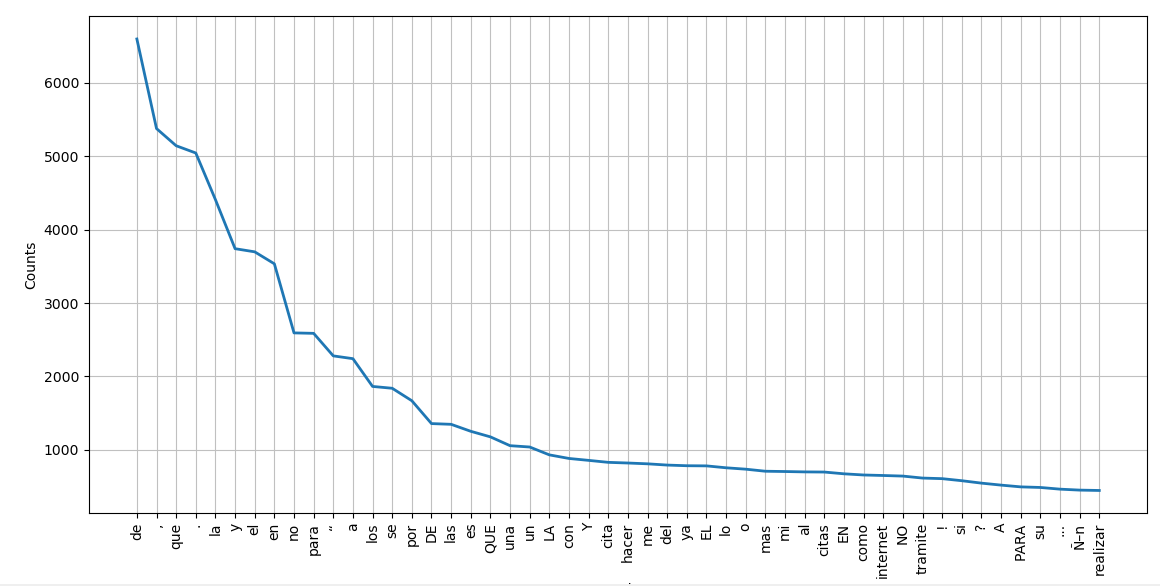 6000
5000
4000
3000
2000
1000
Counts
de
,
que
.
la
y
el
en
no
para
“
a
los
se
por
DE
las
es
QUE
una
un
LA
con
Y
cita
hacer
me
del
ya
EL
lo
o
mas
mi
al
citas
EN
como
internet
NO
tramite
!
si
?
A
PARA
su
...
Ñ-n
realizar